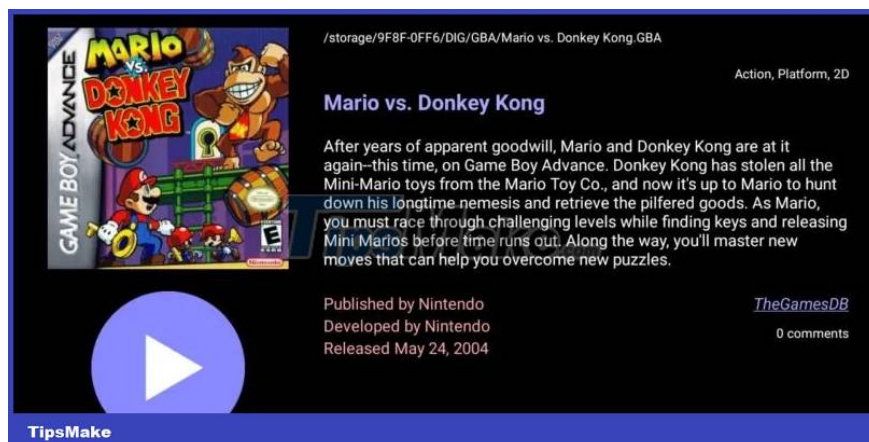 /storage/9F8F-0FF6/DIG/GBA/Mario vs. Donkey Kong.GBA
Action, Platform, 2D
GAME BOY ADVANCE
MARIO
VS.
DONKEY
KONG
E
Nintendo
Mario vs. Donkey Kong
After years of apparent goodwill, Mario and Donkey Kong are at it
again--this time, on Game Boy Advance. Donkey Kong has stolen all the
Mini-Mario toys from the Mario Toy Co., and now it's up to Mario to hunt
down his longtime nemesis and retrieve the pilfered goods. As Mario,
you must race through challenging levels while finding keys and releasing
Mini Marios before time runs out. Along the way, you'll master new
moves that can help you overcome new puzzles.
TipsMake.com
Published by Nintendo
Developed by Nintendo
Released May 24, 2004
TheGamesDB
0 comments
TipsMake